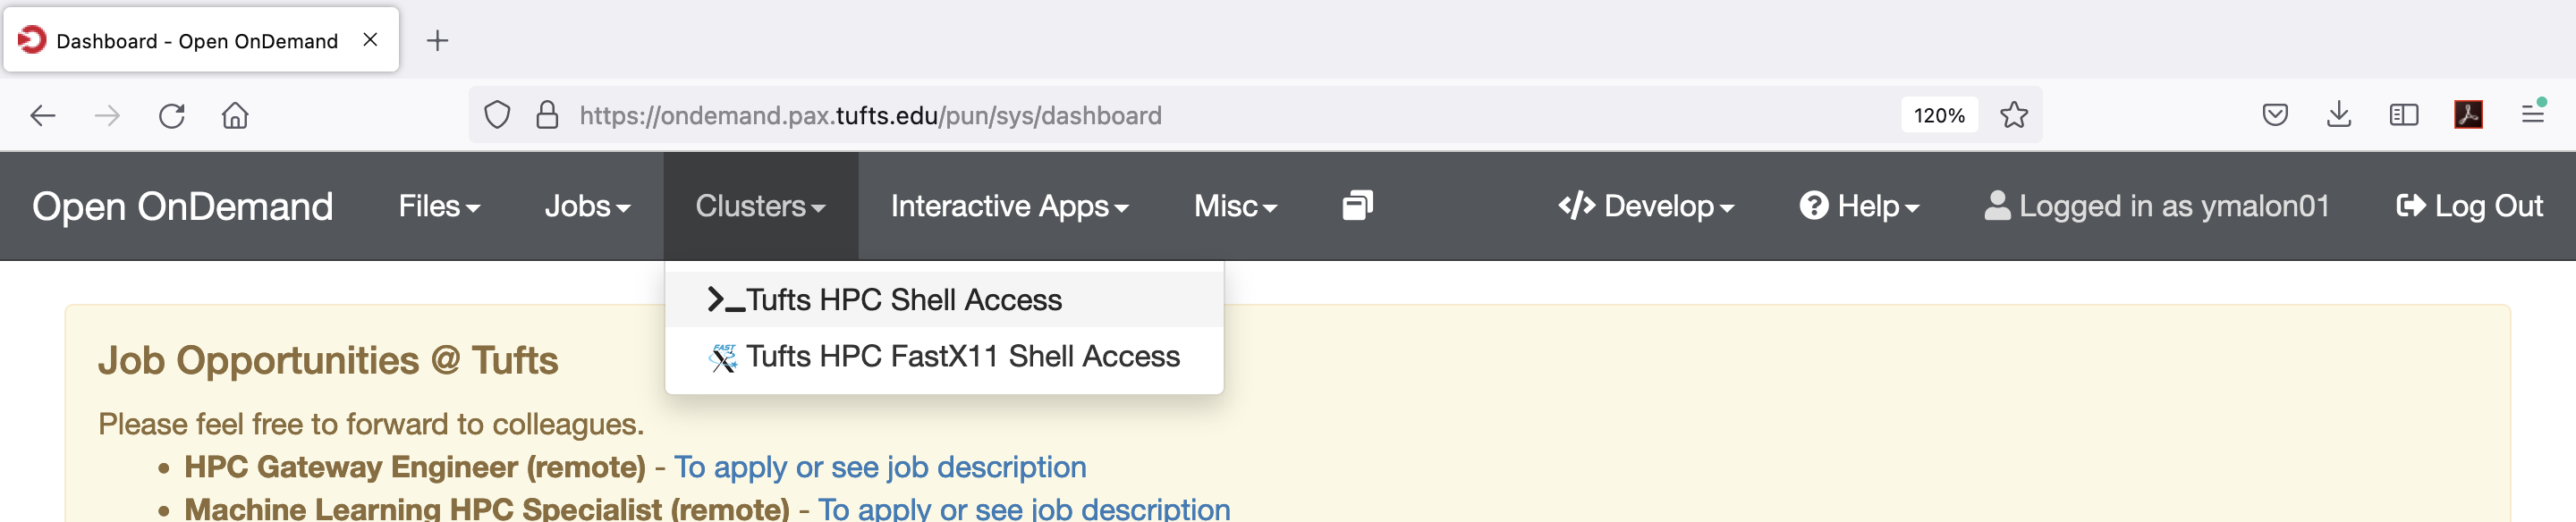 Dashboard - Open OnDemand
https://ondemand.pax.tufts.edu/pun/sys/dashboard
120%
Open OnDemand Files Jobs Clusters Interactive Apps Misc </> Develop Help Logged in as ymalon01 Log Out
>_Tufts HPC Shell Access
FAST X Tufts HPC FastX11 Shell Access
Job Opportunities @ Tufts
Please feel free to forward to colleagues.
• HPC Gateway Engineer (remote) - To apply or see job description
• Machine Learning HPC Specialist (remote) - To apply or see job description